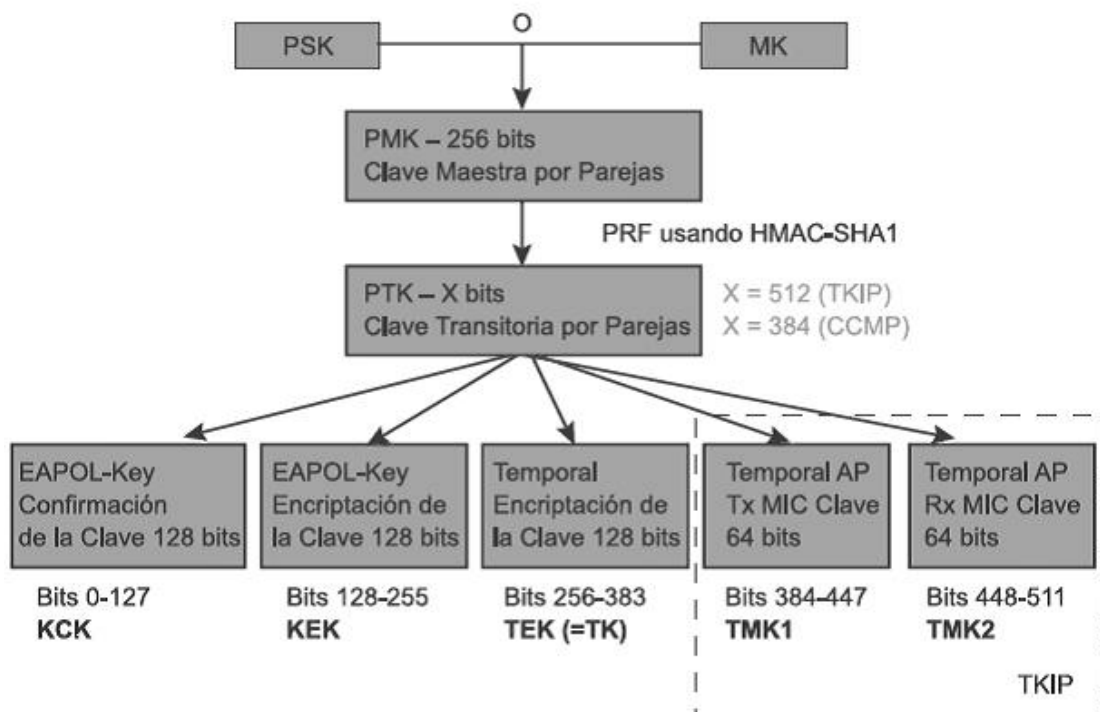 O
PSK
MK
PMK – 256 bits
Clave Maestra por Parejas
PRF usando HMAC-SHA1
PTK – X bits
Clave Transitoria por Parejas
X = 512 (TKIP)
X = 384 (CCMP)
EAPOL-Key
Confirmación
de la Clave 128 bits
EAPOL-Key
Encriptación de
la Clave 128 bits
Temporal
Encriptación de
la Clave 128 bits
Temporal AP
Tx MIC Clave
64 bits
Temporal AP
Rx MIC Clave
64 bits
Bits 0-127
KCK
Bits 128-255
KEK
Bits 256-383
TEK (=TK)
Bits 384-447
TMK1
Bits 448-511
TMK2
TKIP